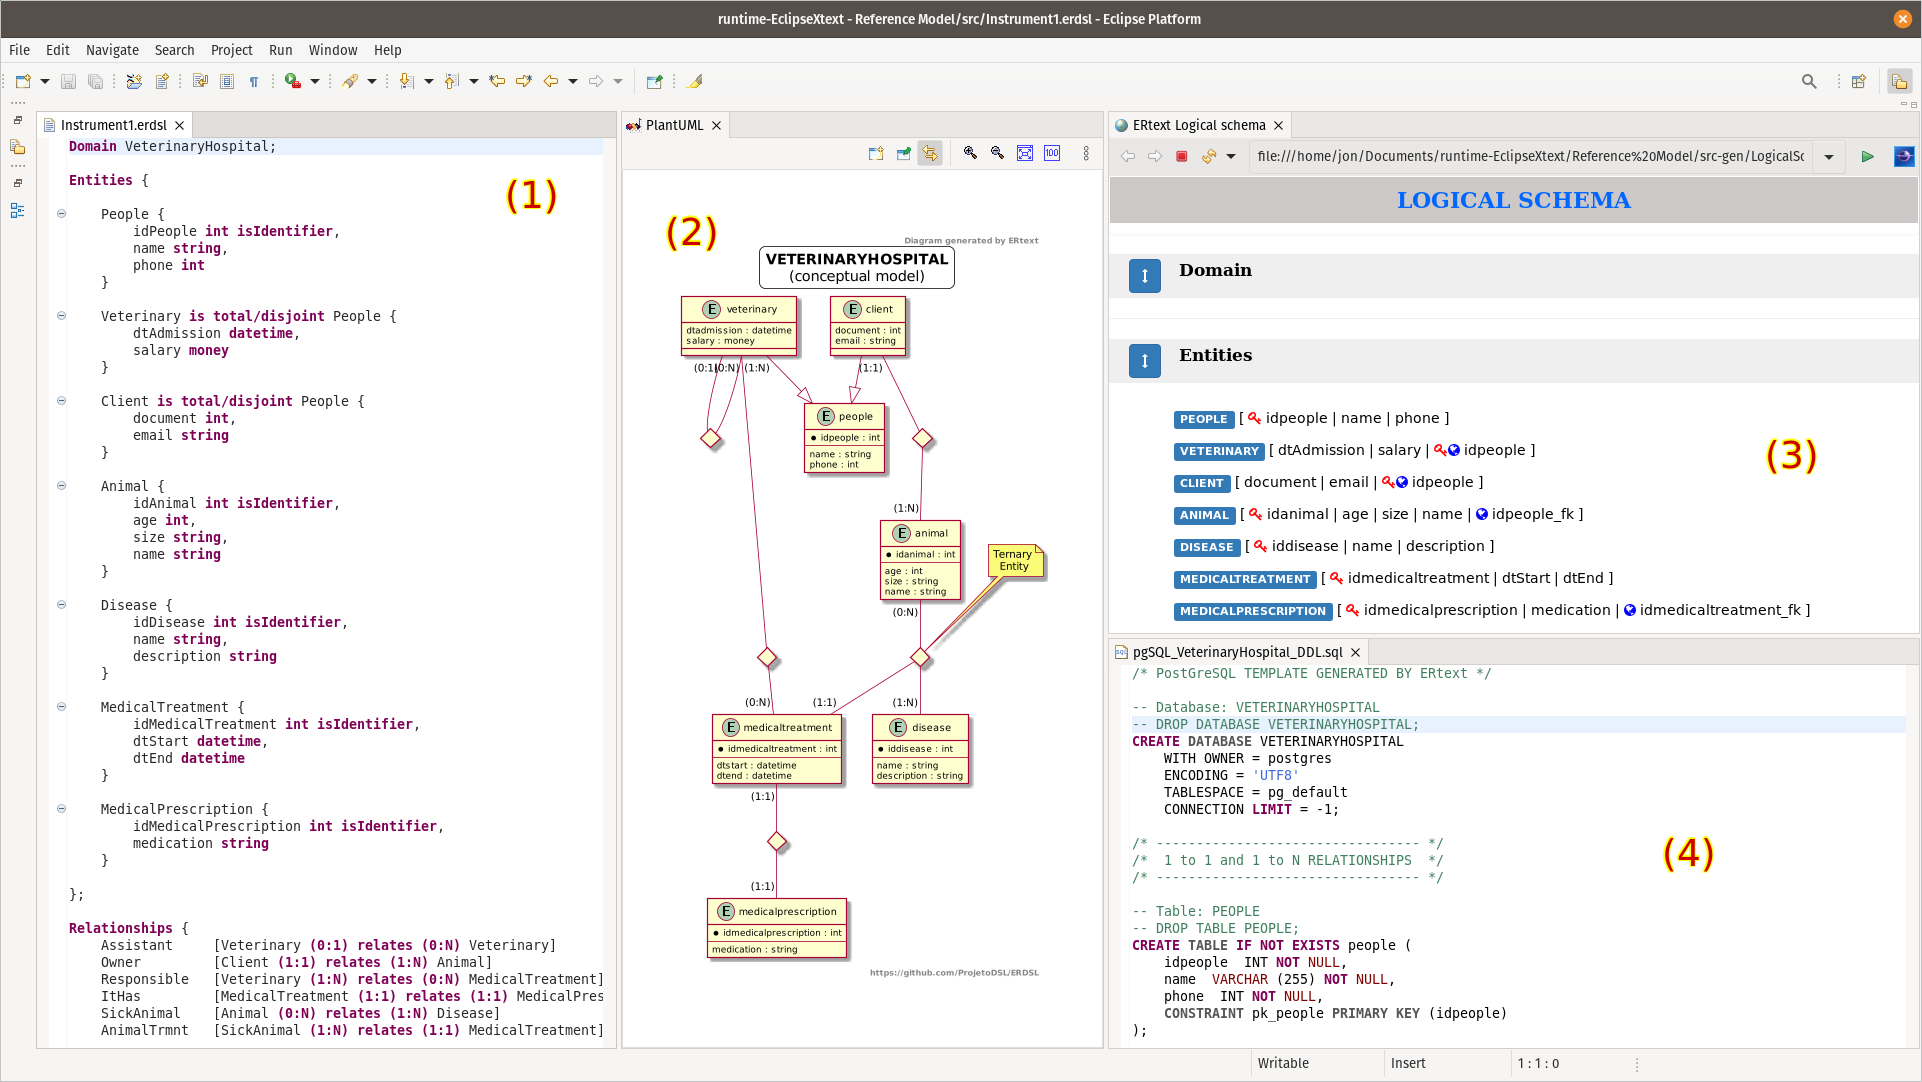 runtime-EclipseXtext - Reference Model/src/Instrument1.erdsl - Eclipse Platform
File Edit Navigate Search Project Run Window Help
Instrument1.erdsl
Domain VeterinaryHospital;
Entities {
People {
idPeople int isIdentifier,
name string,
phone int
}
Veterinary is total/disjoint People {
dtAdmission datetime,
salary money
}
Client is total/disjoint People {
document int,
email string
}
Animal {
idAnimal int isIdentifier,
age int,
size string,
name string
}
Disease {
idDisease int isIdentifier,
name string,
description string
}
MedicalTreatment {
idMedicalTreatment int isIdentifier,
dtStart datetime,
dtEnd datetime
}
MedicalPrescription {
idMedicalPrescription int isIdentifier,
medication string
}
};
Relationships {
Assistant [Veterinary (0:1) relates (0:N) Veterinary]
Owner [Client (1:1) relates (1:N) Animal]
Responsible [Veterinary (1:N) relates (0:N) MedicalTreatment]
ItHas [MedicalTreatment (1:1) relates (1:1) MedicalPres
SickAnimal [Animal (0:N) relates (1:N) Disease]
AnimalTrmnt [SickAnimal (1:N) relates (1:1) MedicalTreatment]
(1)
PlantUML
100
(2)
Diagram generated by ERtext
VETERINARYHOSPITAL
(conceptual model)
E veterinary
dtadmission : datetime
salary : money
E client
document : int
email : string
(0:1) (0:N) (1:N)
(1:1)
E people
idpeople : int
name : string
phone : int
(1:N)
E animal
idanimal : int
age : int
size : string
name : string
Ternary
Entity
(0:N)
(0:N)
(1:1)
(1:N)
E medicaltreatment
idmedicaltreatment : int
dtstart : datetime
dtend : datetime
E disease
iddisease : int
name : string
description : string
(1:1)
(1:1)
E medicalprescription
idmedicalprescription : int
medication : string
https://github.com/ProjetoDSL/ERDSL
ERtext Logical schema
file:///home/jon/Documents/runtime-EclipseXtext/Reference%20Model/src-gen/LogicalSc
LOGICAL SCHEMA
Domain
Entities
PEOPLE [ idpeople | name | phone ]
VETERINARY [ dtAdmission | salary | idpeople ]
CLIENT [ document | email | idpeople ]
ANIMAL [ idanimal | age | size | name | idpeople_fk ]
DISEASE [ iddisease | name | description ]
MEDICALTREATMENT [ idmedicaltreatment | dtStart | dtEnd ]
MEDICALPRESCRIPTION [ idmedicalprescription | medication | idmedicaltreatment_fk ]
(3)
pgSQL_VeterinaryHospital_DDL.sql
/* PostGreSQL TEMPLATE GENERATED BY ERtext */
-- Database: VETERINARYHOSPITAL
-- DROP DATABASE VETERINARYHOSPITAL;
CREATE DATABASE VETERINARYHOSPITAL
WITH OWNER = postgres
ENCODING = 'UTF8'
TABLESPACE = pg_default
CONNECTION LIMIT = -1;
/* --------------------------------- */
/* 1 to 1 and 1 to N RELATIONSHIPS */
/* --------------------------------- */
-- Table: PEOPLE
-- DROP TABLE PEOPLE;
CREATE TABLE IF NOT EXISTS people (
idpeople INT NOT NULL,
name VARCHAR (255) NOT NULL,
phone INT NOT NULL,
CONSTRAINT pk_people PRIMARY KEY (idpeople)
);
(4)
Writable Insert 1 : 1 : 0